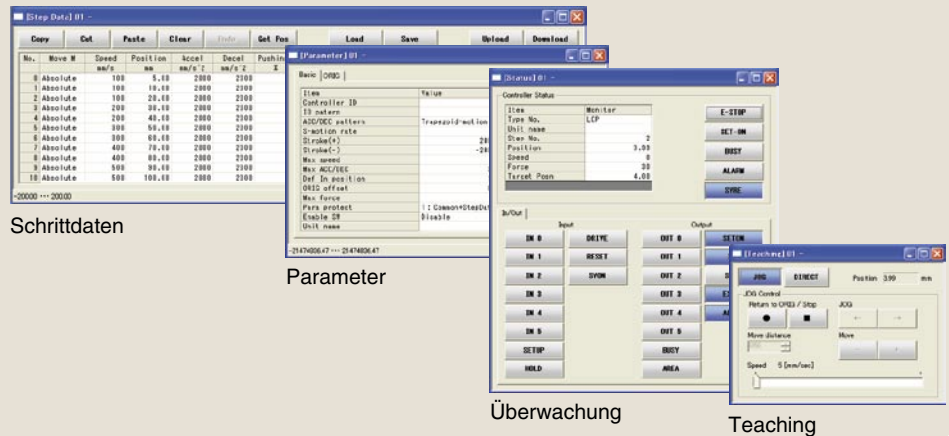 [Step Data] 01 -
Copy Cut Paste Clear Undo Get Pos Load Save Upload Download
No. Move M Speed Position Accel Decel Pushing
mm/s mm mm/s^2 mm/s^2 %
0 Absolute 100 5.00 2000 2000
1 Absolute 100 10.00 2000 2000
2 Absolute 100 20.00 2000 2000
3 Absolute 200 30.00 2000 2000
4 Absolute 200 40.00 2000 2000
5 Absolute 300 50.00 2000 2000
6 Absolute 300 60.00 2000 2000
7 Absolute 400 70.00 2000 2000
8 Absolute 400 80.00 2000 2000
9 Absolute 500 90.00 2000 2000
10 Absolute 500 100.00 2000 2000
-200.00 ... 200.00
Schrittdaten
[Parameter] 01 -
Basic ORIG
Item Value
Controller ID
IO patern
ACC/DEC pattern Trapezoid-motion
S-motion rate
Stroke(+)
Stroke(-)
Max speed
Max ACC/DEC
Def In position
ORIG offset
Max force
Para protect 1: Common+StepDat
Enable SW Disable
Unit name
-21474836.47 ... 21474836.47
Parameter
[Status] 01 -
Controller Status
Item Monitor
Type No. LCP
Unit name
Step No. 2
Position 3.99
Speed 0
Force 30
Target Posn 4.00
E-STOP
SET-ON
BUSY
ALARM
SVRE
In/Out
Input Output
IN 0 DRIVE OUT 0 SETON
IN 1 RESET OUT 1
IN 2 SVON OUT 2
IN 3 OUT 3
IN 4 OUT 4
IN 5 OUT 5
SETUP BUSY
HOLD AREA
Überwachung
[Teaching] 01 -
JOG DIRECT Position 3.99 mm
JOG Control
Return to ORIG / Stop JOG
Move distance Move
Speed 5 [mm/sec]
Teaching